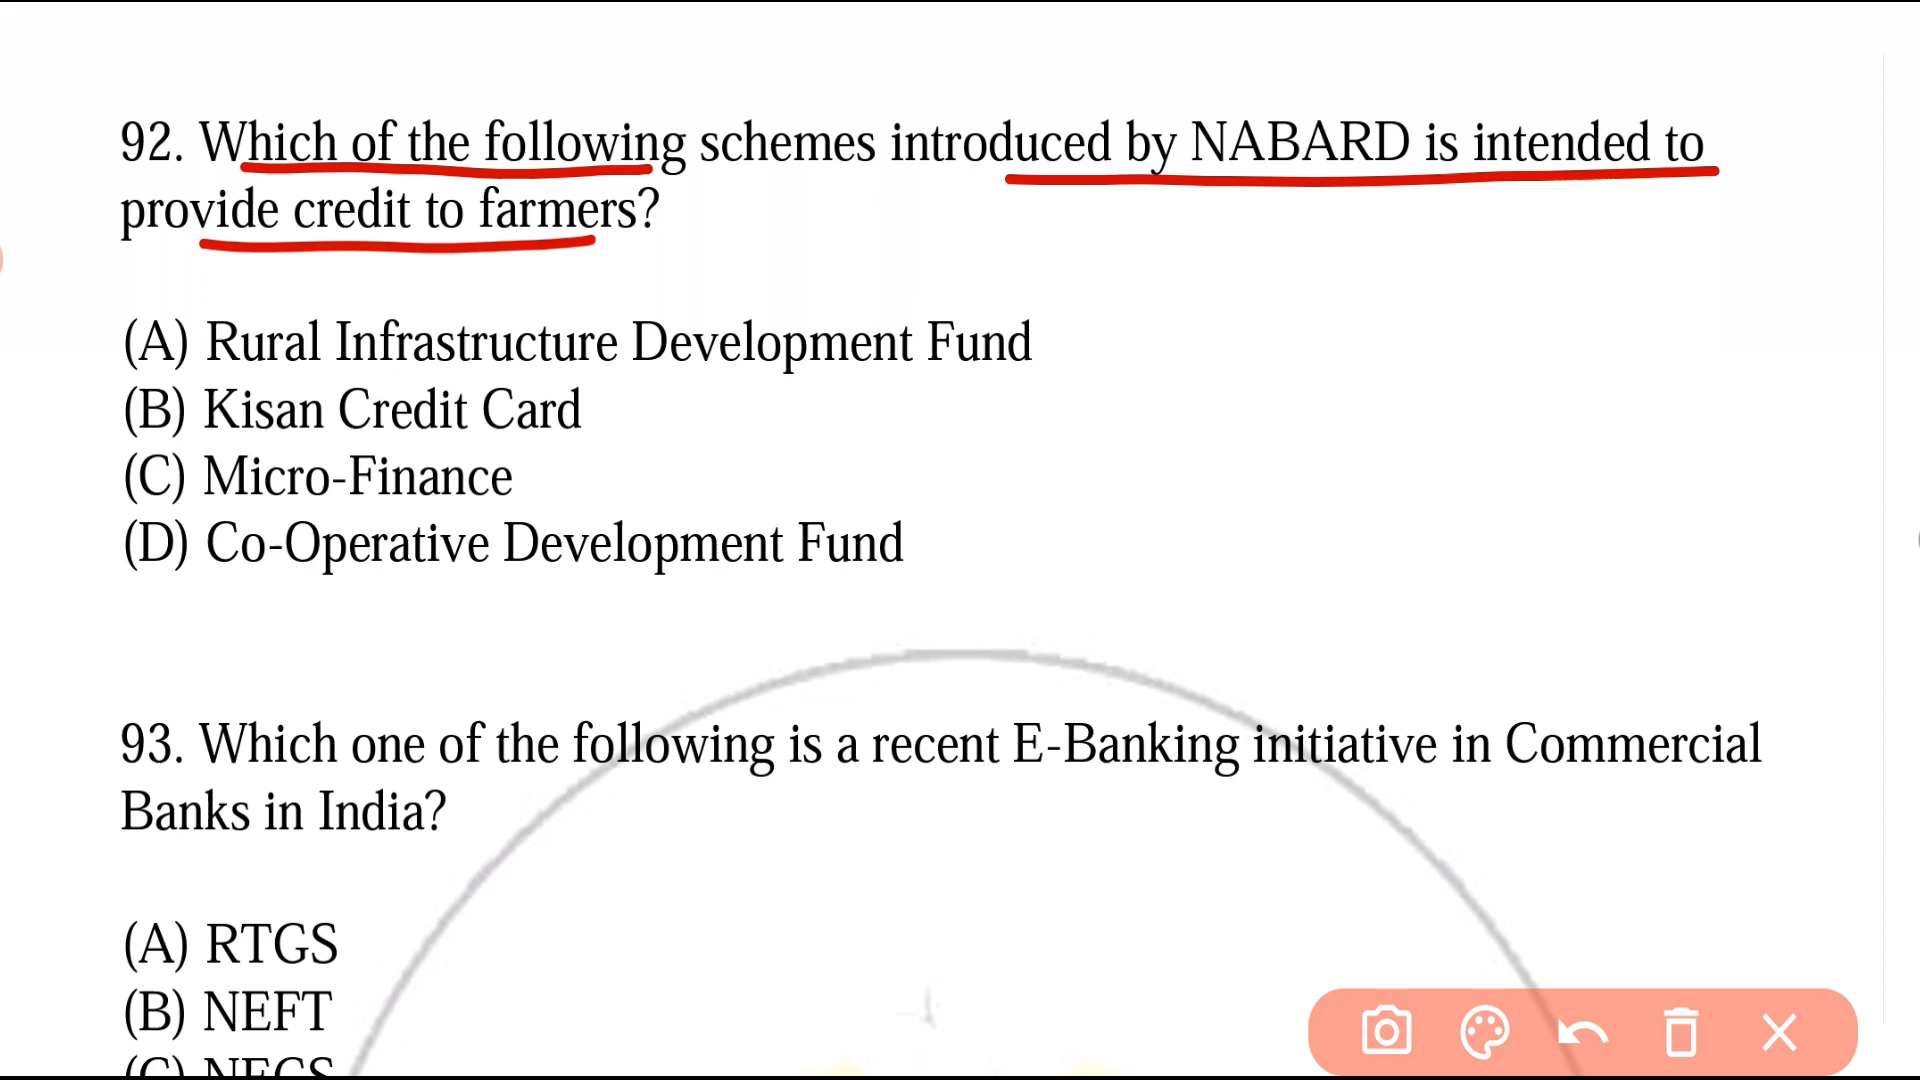 92. Which of the following schemes introduced by NABARD is intended to
provide credit to farmers?
(A) Rural Infrastructure Development Fund
(B) Kisan Credit Card
(C) Micro-Finance
(D) Co-Operative Development Fund
93. Which one of the following is a recent E-Banking initiative in Commercial
Banks in India?
(A) RTGS
(B) NEFT
(C) NECS